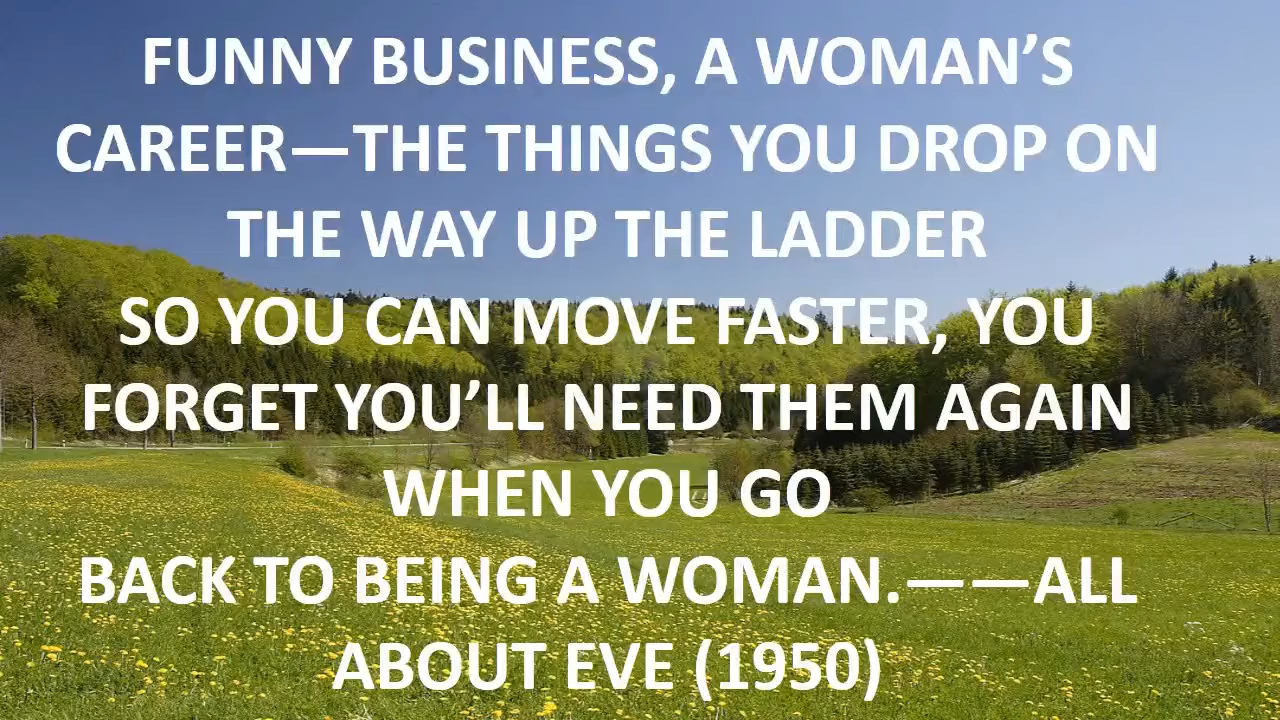 FUNNY BUSINESS, A WOMAN’S
CAREER—THE THINGS YOU DROP ON
THE WAY UP THE LADDER
SO YOU CAN MOVE FASTER, YOU
FORGET YOU’LL NEED THEM AGAIN
WHEN YOU GO
BACK TO BEING A WOMAN.——ALL
ABOUT EVE (1950)